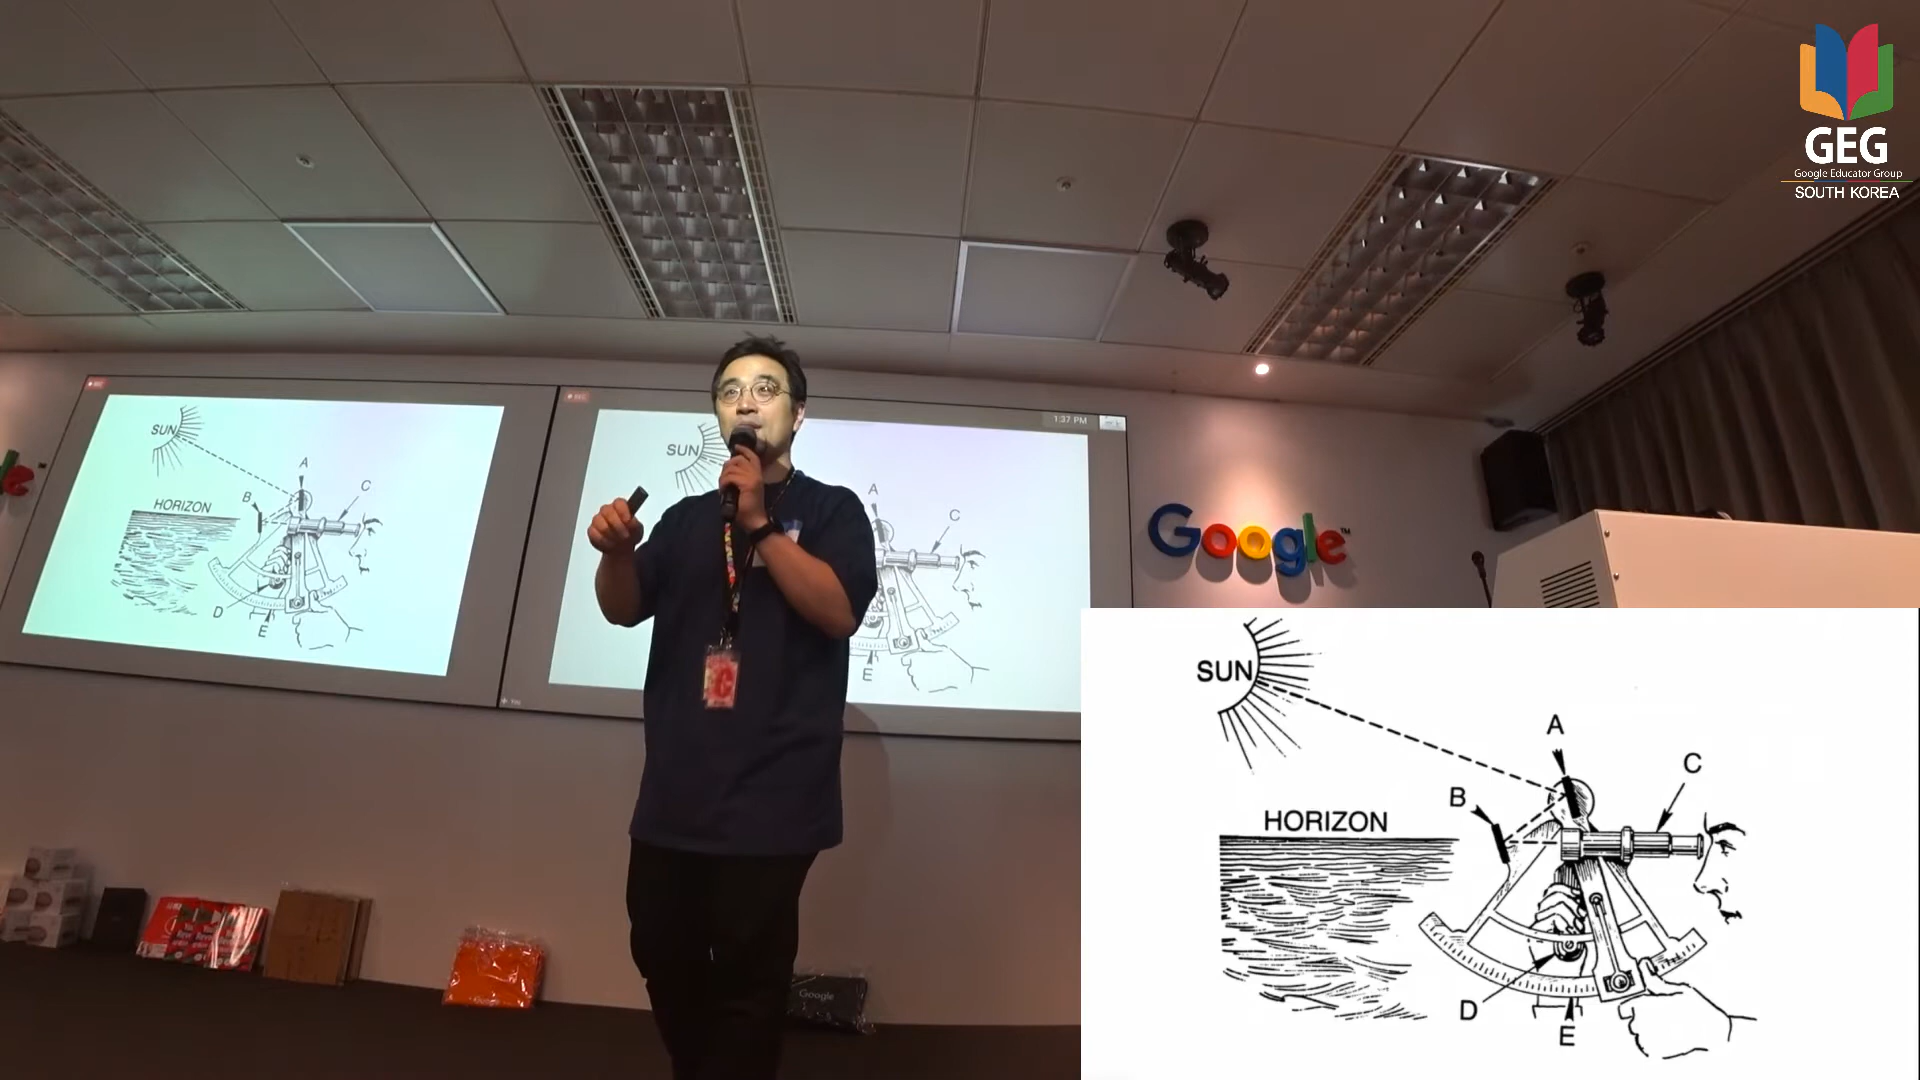 GEG
Google Educator Group
SOUTH KOREA
SUN
A
B
C
HORIZON
D
E
1:37 PM
SUN
A
C
E
Google
SUN
A
B
C
HORIZON
D
E
Google